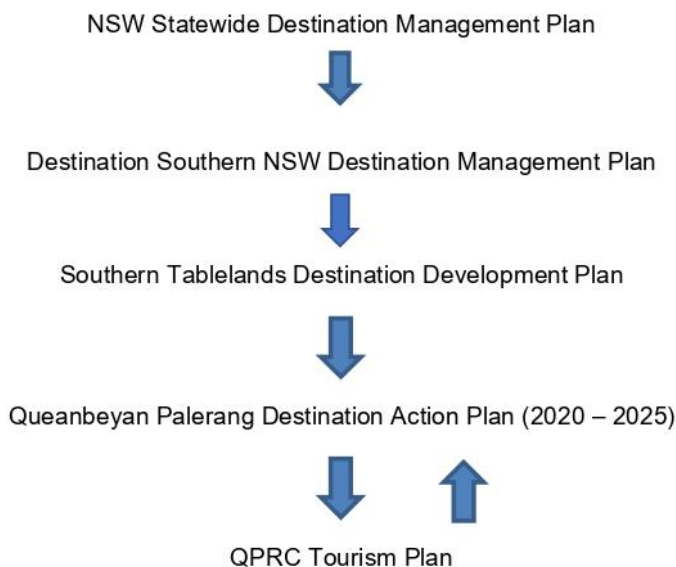 NSW Statewide Destination Management Plan
Destination Southern NSW Destination Management Plan
Southern Tablelands Destination Development Plan
Queanbeyan Palerang Destination Action Plan (2020 – 2025)
QPRC Tourism Plan